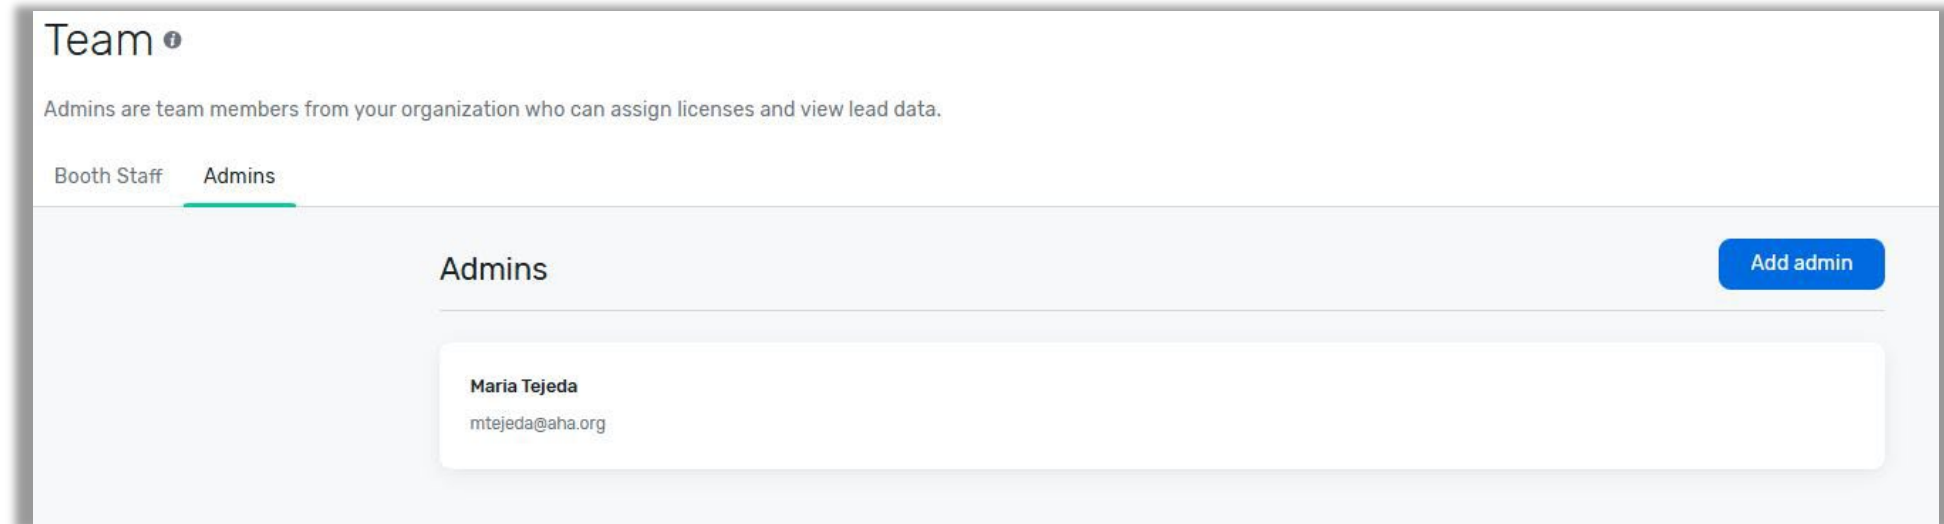 Team
Admins are team members from your organization who can assign licenses and view lead data.
Booth Staff Admins
Admins Add admin
Maria Tejeda
mtejeda@aha.org